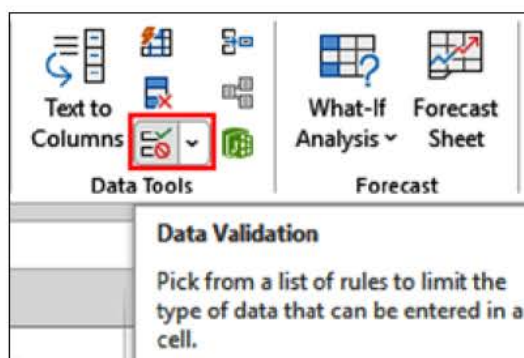 Text to
Columns
What-If
Analysis
Forecast
Sheet
Data Tools
Forecast
Data Validation
Pick from a list of rules to limit the
type of data that can be entered in a
cell.